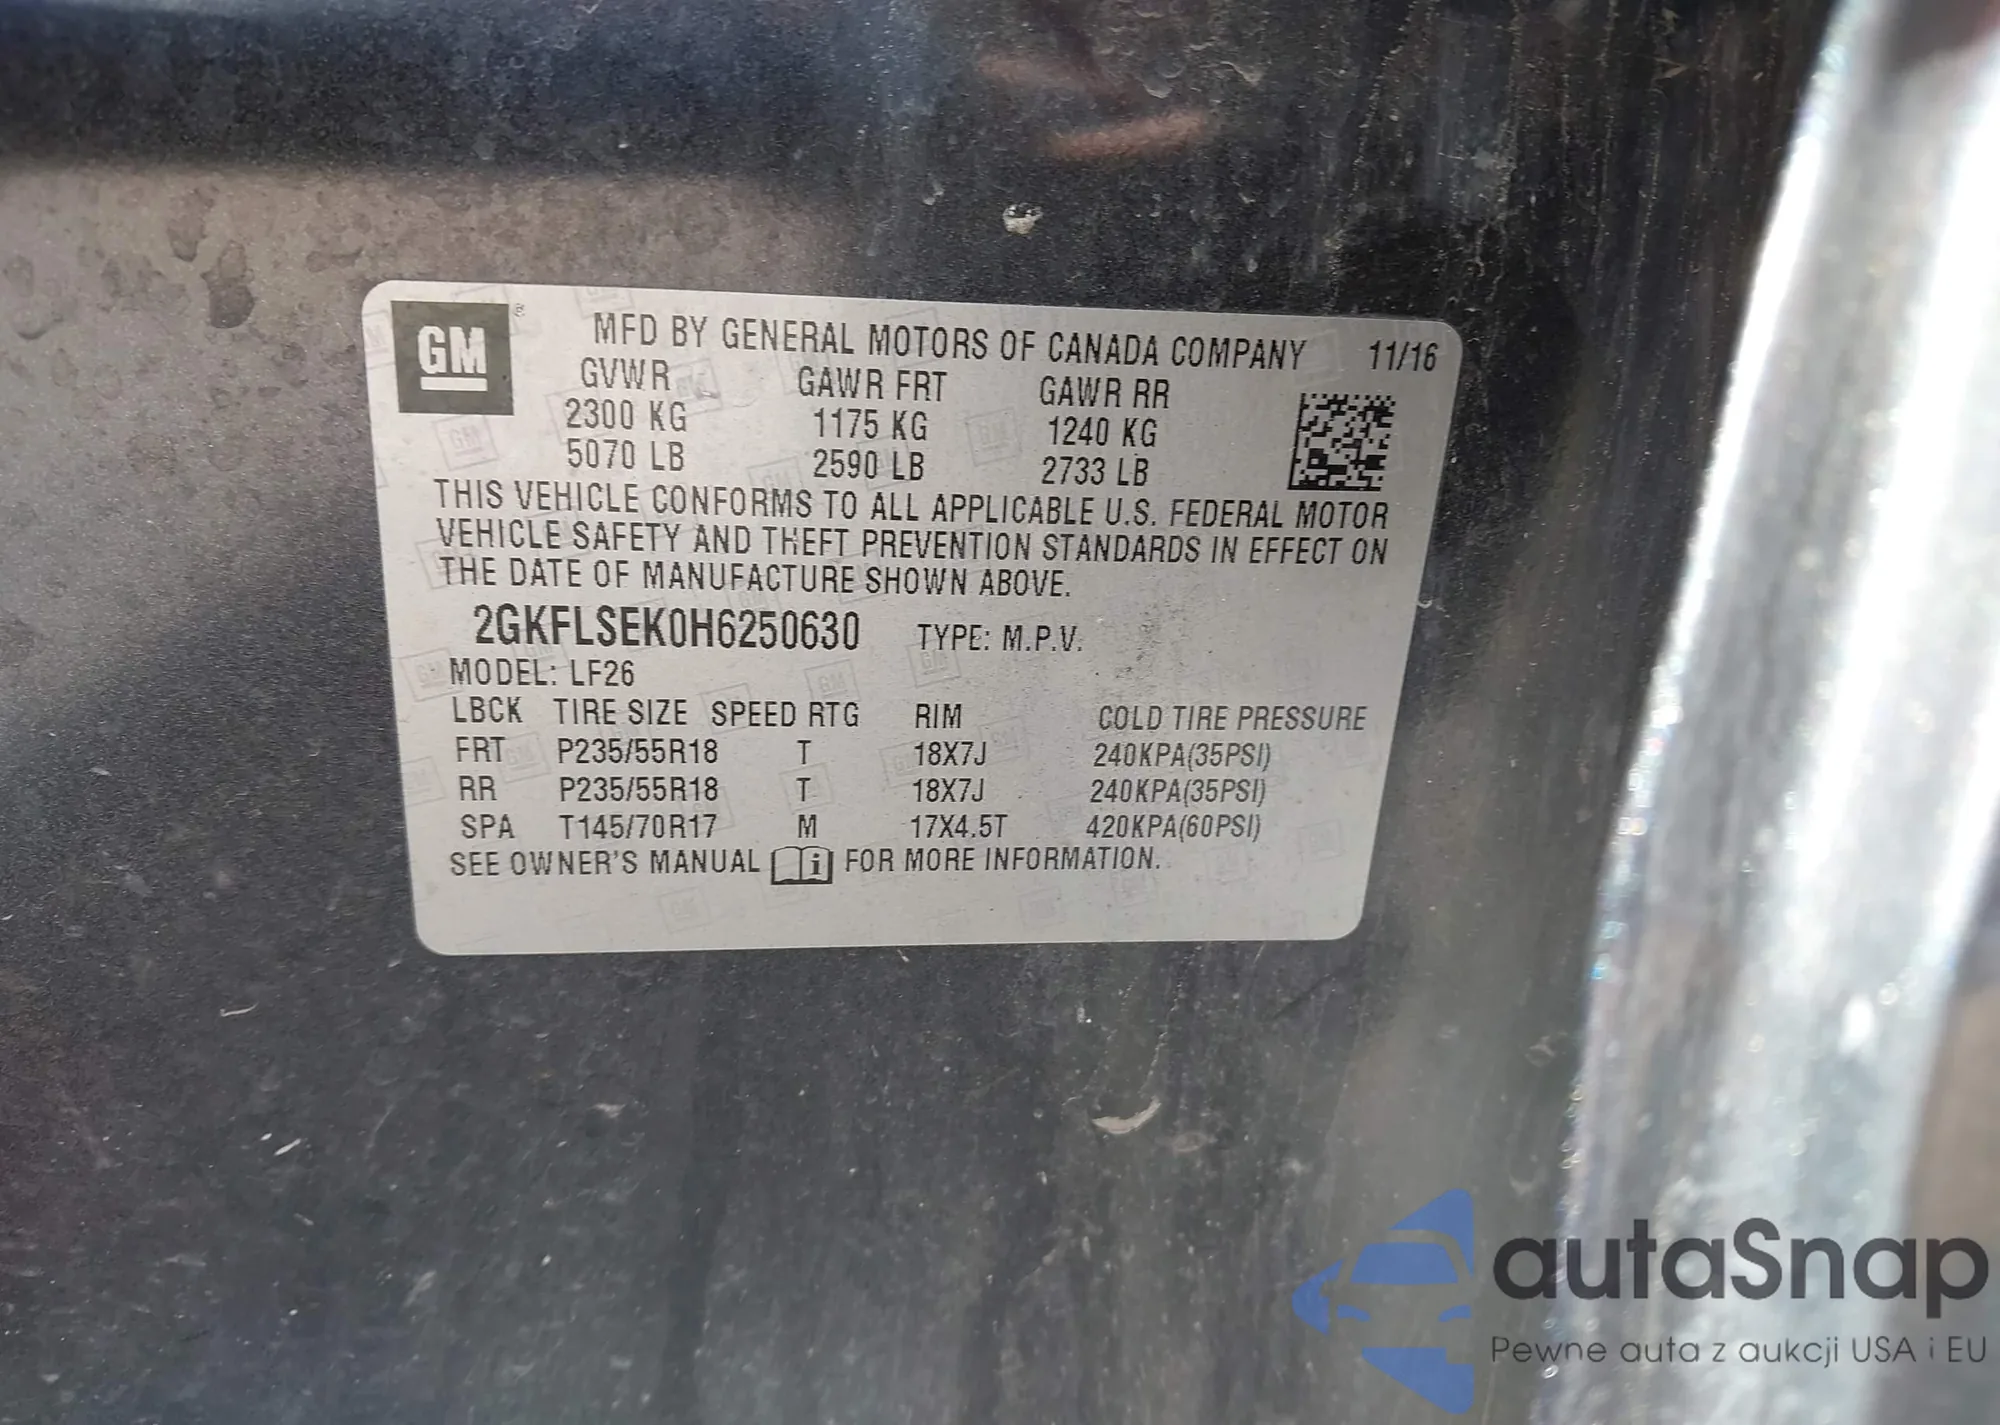 GM ®
MFD BY GENERAL MOTORS OF CANADA COMPANY 11/16
GVWR GAWR FRT GAWR RR
2300 KG 1175 KG 1240 KG
5070 LB 2590 LB 2733 LB
THIS VEHICLE CONFORMS TO ALL APPLICABLE U.S. FEDERAL MOTOR
VEHICLE SAFETY AND THEFT PREVENTION STANDARDS IN EFFECT ON
THE DATE OF MANUFACTURE SHOWN ABOVE.
2GKFLSEK0H6250630 TYPE: M.P.V.
MODEL: LF26
LBCK TIRE SIZE SPEED RTG RIM COLD TIRE PRESSURE
FRT P235/55R18 T 18X7J 240KPA(35PSI)
RR P235/55R18 T 18X7J 240KPA(35PSI)
SPA T145/70R17 M 17X4.5T 420KPA(60PSI)
SEE OWNER'S MANUAL FOR MORE INFORMATION.
autaSnap
Pewne auta z aukcji USA i EU